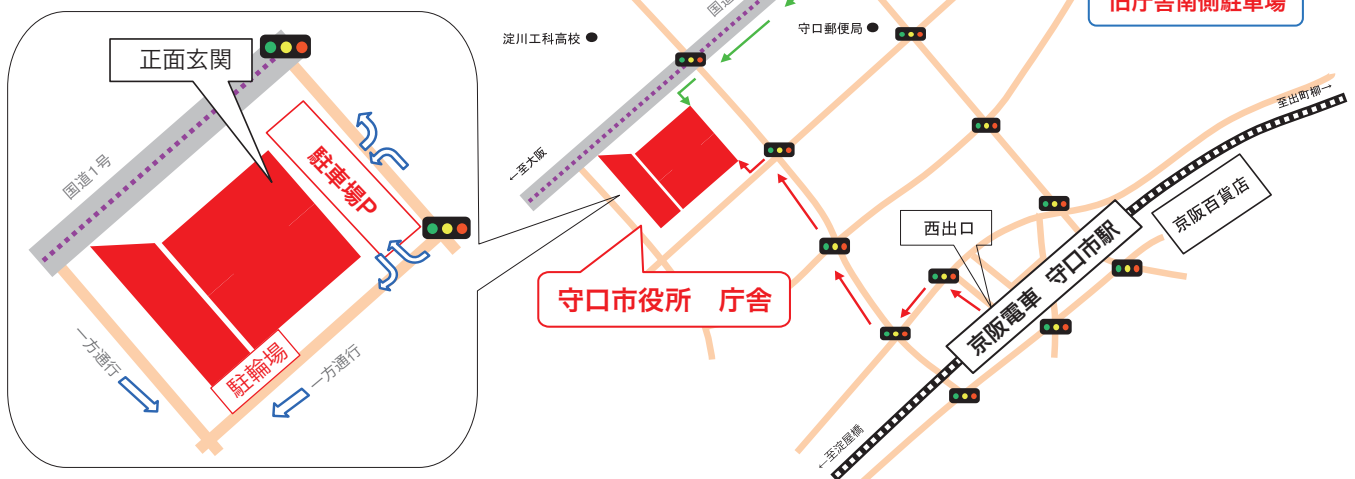 旧庁舎南側駐車場
国道
淀川工科高校
守口郵便局
正面玄関
至出町柳→
国道1号
駐車場P
←至大阪
京阪百貨店
西出口
京阪電車 守口市駅
守口市役所 庁舎
駐輪場
一方通行
一方通行
←至淀屋橋